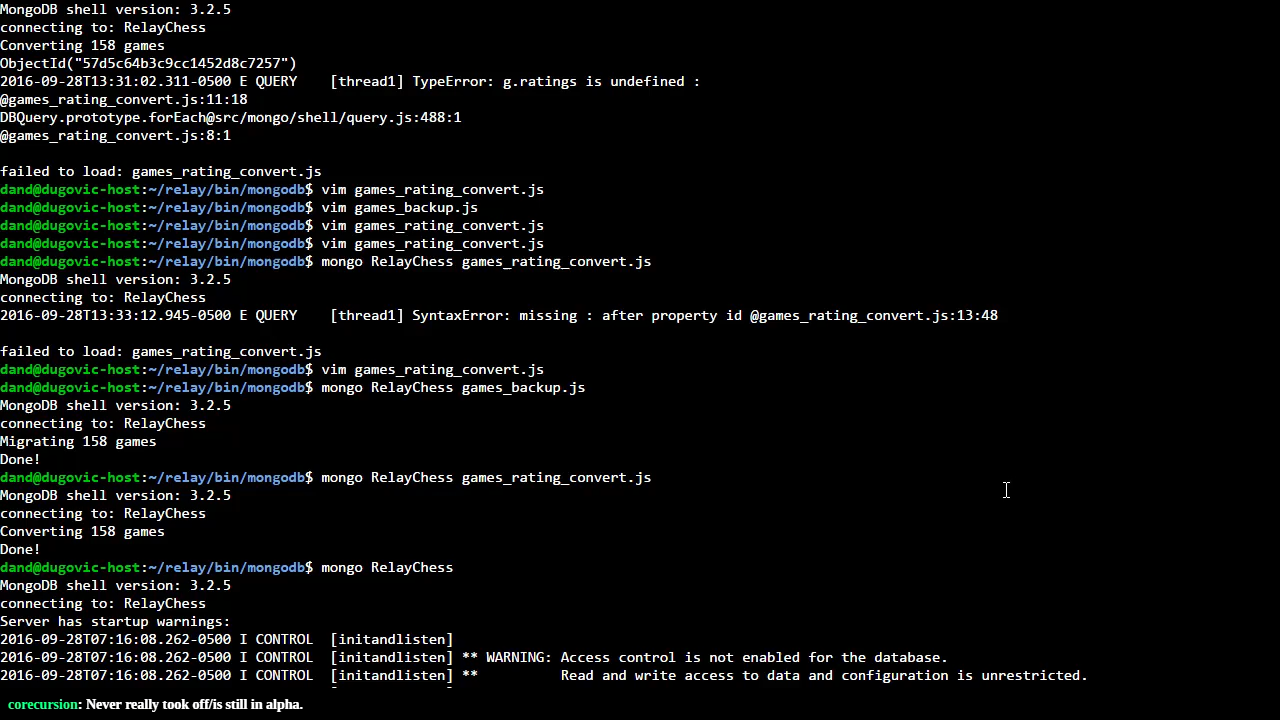 MongoDB shell version: 3.2.5
connecting to: RelayChess
Converting 158 games
ObjectId("57d5c64b3c9cc1452d8c7257")
2016-09-28T13:31:02.311-0500 E QUERY    [thread1] TypeError: g.ratings is undefined :
@games_rating_convert.js:11:18
DBQuery.prototype.forEach@src/mongo/shell/query.js:488:1
@games_rating_convert.js:8:1
failed to load: games_rating_convert.js
dand@dugovic-host:~/relay/bin/mongodb$ vim games_rating_convert.js
dand@dugovic-host:~/relay/bin/mongodb$ vim games_backup.js
dand@dugovic-host:~/relay/bin/mongodb$ vim games_rating_convert.js
dand@dugovic-host:~/relay/bin/mongodb$ vim games_rating_convert.js
dand@dugovic-host:~/relay/bin/mongodb$ mongo RelayChess games_rating_convert.js
MongoDB shell version: 3.2.5
connecting to: RelayChess
2016-09-28T13:33:12.945-0500 E QUERY    [thread1] SyntaxError: missing : after property id @games_rating_convert.js:13:48
failed to load: games_rating_convert.js
dand@dugovic-host:~/relay/bin/mongodb$ vim games_rating_convert.js
dand@dugovic-host:~/relay/bin/mongodb$ mongo RelayChess games_backup.js
MongoDB shell version: 3.2.5
connecting to: RelayChess
Migrating 158 games
Done!
dand@dugovic-host:~/relay/bin/mongodb$ mongo RelayChess games_rating_convert.js
MongoDB shell version: 3.2.5
connecting to: RelayChess
Converting 158 games
Done!
dand@dugovic-host:~/relay/bin/mongodb$ mongo RelayChess
MongoDB shell version: 3.2.5
connecting to: RelayChess
Server has startup warnings:
2016-09-28T07:16:08.262-0500 I CONTROL  [initandlisten]
2016-09-28T07:16:08.262-0500 I CONTROL  [initandlisten] ** WARNING: Access control is not enabled for the database.
2016-09-28T07:16:08.262-0500 I CONTROL  [initandlisten] **          Read and write access to data and configuration is unrestricted.
corecursion: Never really took off/is still in alpha.